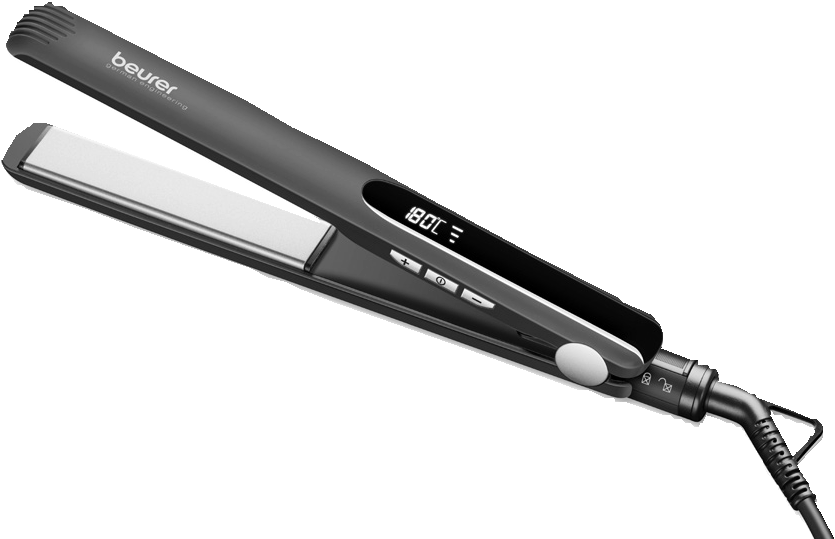 beurer
german engineering
180°C
+
−